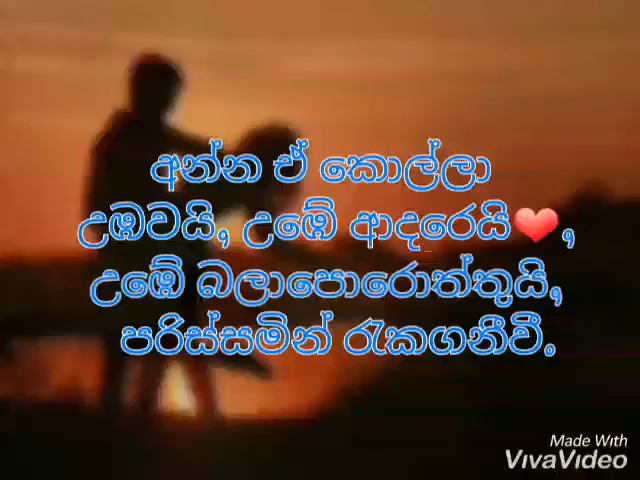 අන්න ඒ කොල්ලා
උඹවයි, උඹේ ආදරෙයි❤,
උඹේ බලාපොරොත්තුයි,
පරිස්සමින් රැකගනීවී.
Made With
VivaVideo